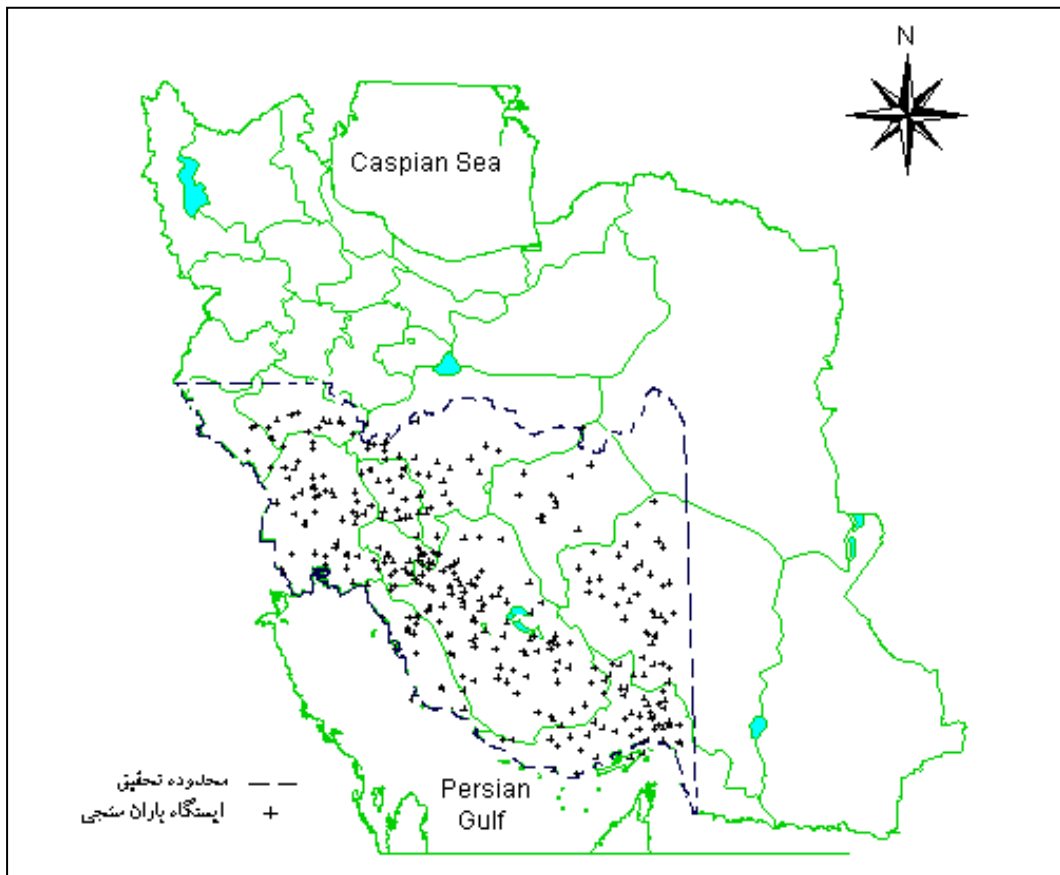 N
Caspian Sea
Persian
Gulf
محدوده تحقیق
ایستگاه باران سنجی